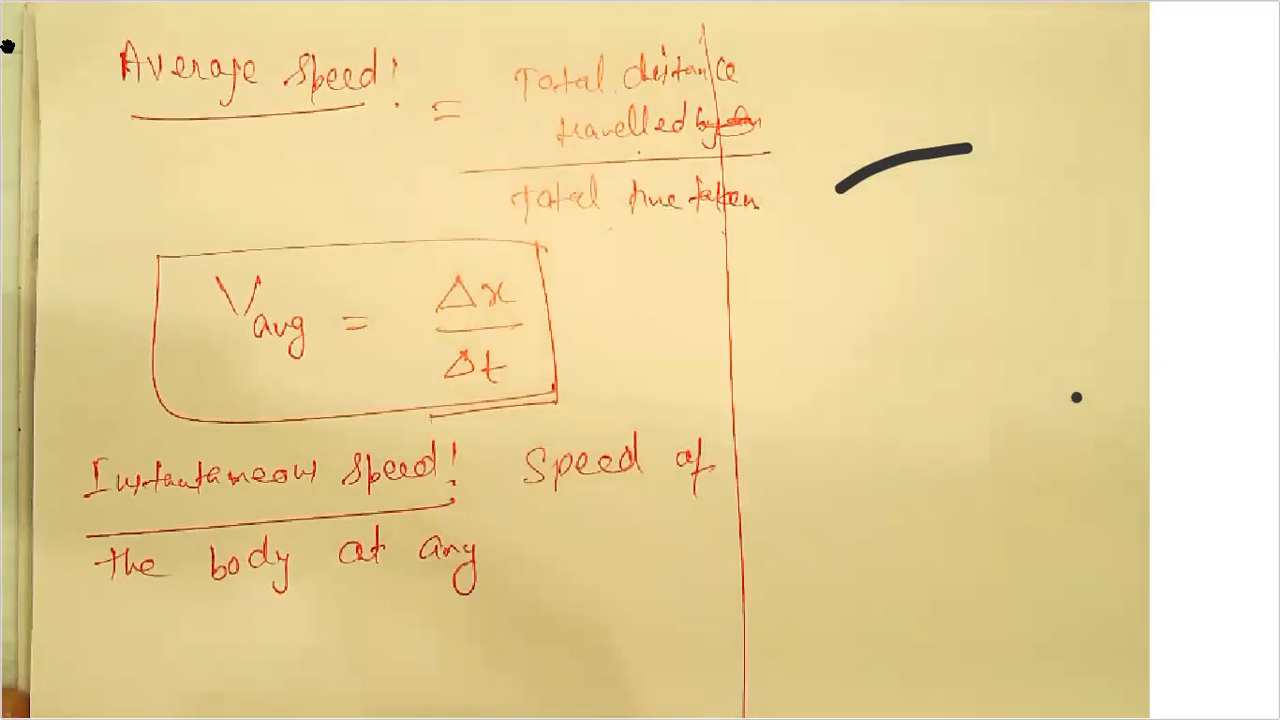 Average speed: = Total distance
travelled by
Total time taken
Vavg = Δx
Δt
Instantaneous speed: Speed of
the body at any